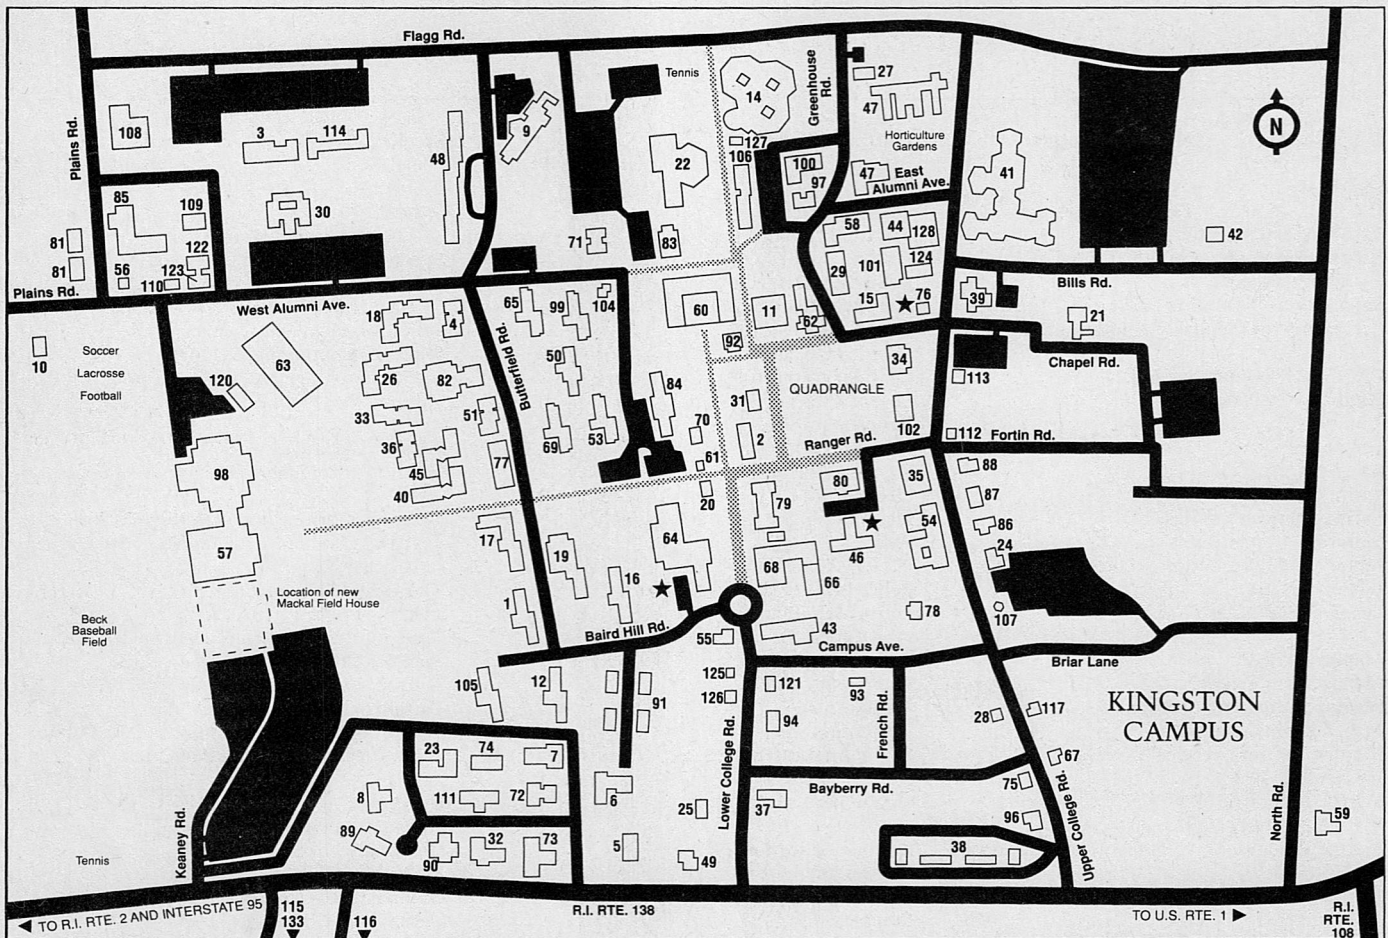 Flagg Rd.
Tennis
14
Greenhouse
Rd.
27
47
Plains Rd.
108
3
114
48
9
22
127
106
Horticulture
Gardens
N
100
97
47
East
Alumni Ave.
41
85
109
30
81
122
71
83
58
44
128
42
81
56
123
110
29
101
124
Plains Rd.
West Alumni Ave.
65
99
104
60
11
62
15
76
39
Bills Rd.
21
18
4
Butterfield Rd.
92
10
Soccer
Lacrosse
Football
63
120
50
26
82
84
34
QUADRANGLE
113
Chapel Rd.
33
51
31
70
102
36
69
53
2
Ranger Rd.
112
Fortin Rd.
45
77
61
98
40
20
80
35
88
87
79
57
17
19
64
54
86
46
24
68
16
66
Location of new
Mackal Field House
1
78
107
Beck
Baseball
Field
Baird Hill Rd.
55
43
Campus Ave.
Briar Lane
105
12
91
125
126
121
93
94
French Rd.
28
117
KINGSTON
CAMPUS
Lower College Rd.
23
74
7
67
8
111
72
6
25
37
Bayberry Rd.
75
Upper College Rd.
96
North Rd.
59
Keaney Rd.
89
90
32
73
5
49
38
Tennis
TO R.I. RTE. 2 AND INTERSTATE 95
115
133
116
R.I. RTE. 138
TO U.S. RTE. 1
R.I.
RTE.
108